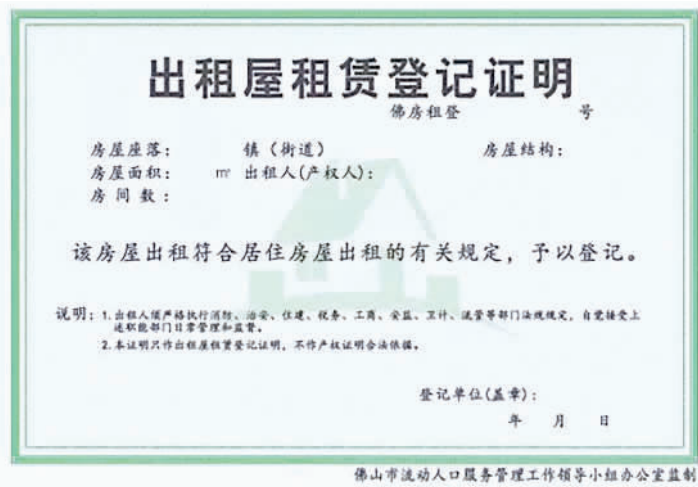 出租屋租赁登记证明
佛房租登 号
房屋座落： 镇（街道） 房屋结构：
房屋面积： ㎡ 出租人(产权人)：
房间数：
该房屋出租符合居住房屋出租的有关规定，予以登记。
说明：1.出租人须严格执行消防、治安、住建、税务、工商、安监、卫计、流管等部门法规规定，自觉接受上
述职能部门日常管理和监督。
2.本证明只作出租屋租赁登记证明，不作产权证明合法依据。
登记单位(盖章)：
年 月 日
佛山市流动人口服务管理工作领导小组办公室监制